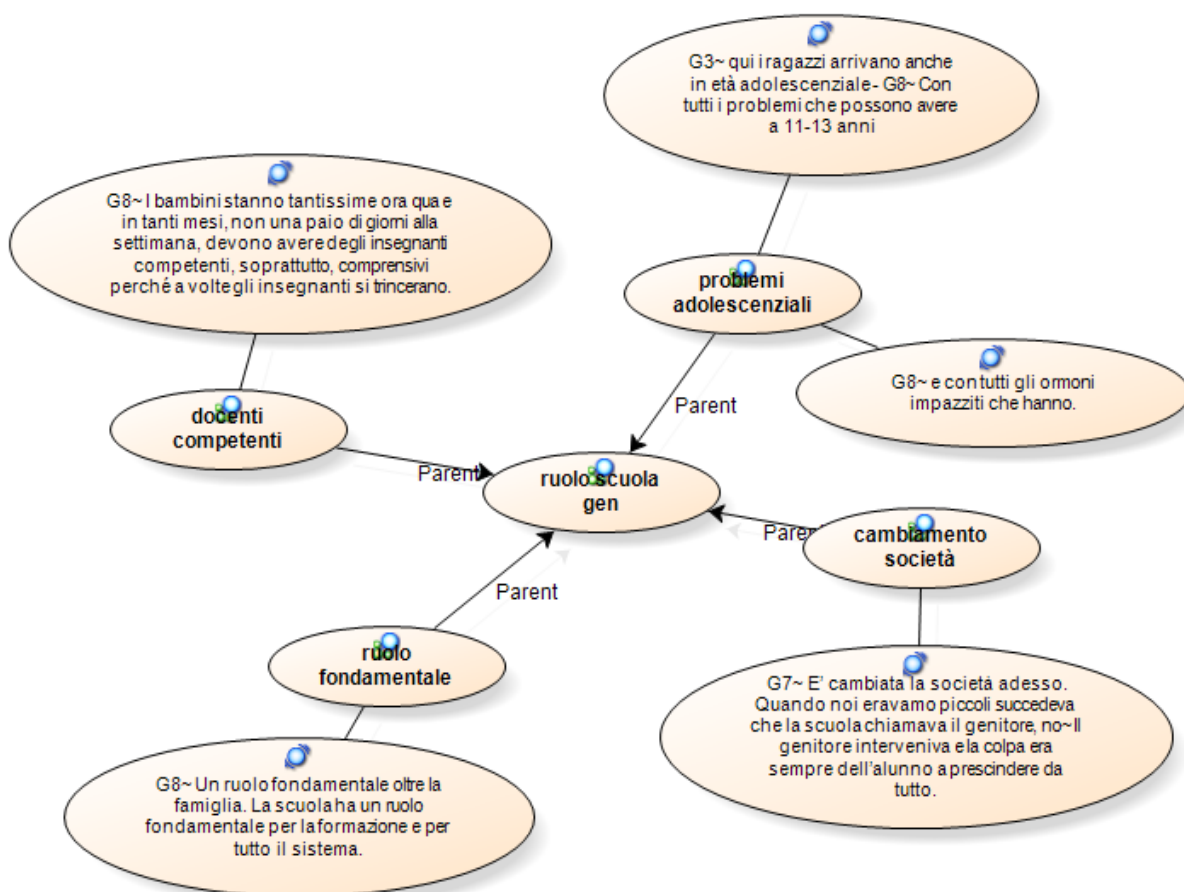 G3~ qui i ragazzi arrivano anche
in età adolescenziale - G8~ Con
tutti i problemi che possono avere
a 11-13 anni
G8~ I bambini stanno tantissime ora qua e
in tanti mesi, non una paio di giorni alla
settimana, devono avere degli insegnanti
competenti, soprattutto, comprensivi
perché a volte gli insegnanti si trincerano.
problemi
adolescenziali
G8~ e con tutti gli ormoni
impazziti che hanno.
docenti
competenti
Parent
Parent
ruolo scuola
gen
Parent
cambiamento
società
Parent
ruolo
fondamentale
G7~ E' cambiata la società adesso.
Quando noi eravamo piccoli succedeva
che la scuola chiamava il genitore, no~ Il
genitore interveniva e la colpa era
sempre dell'alunno a prescindere da
tutto.
G8~ Un ruolo fondamentale oltre la
famiglia. La scuola ha un ruolo
fondamentale per la formazione e per
tutto il sistema.